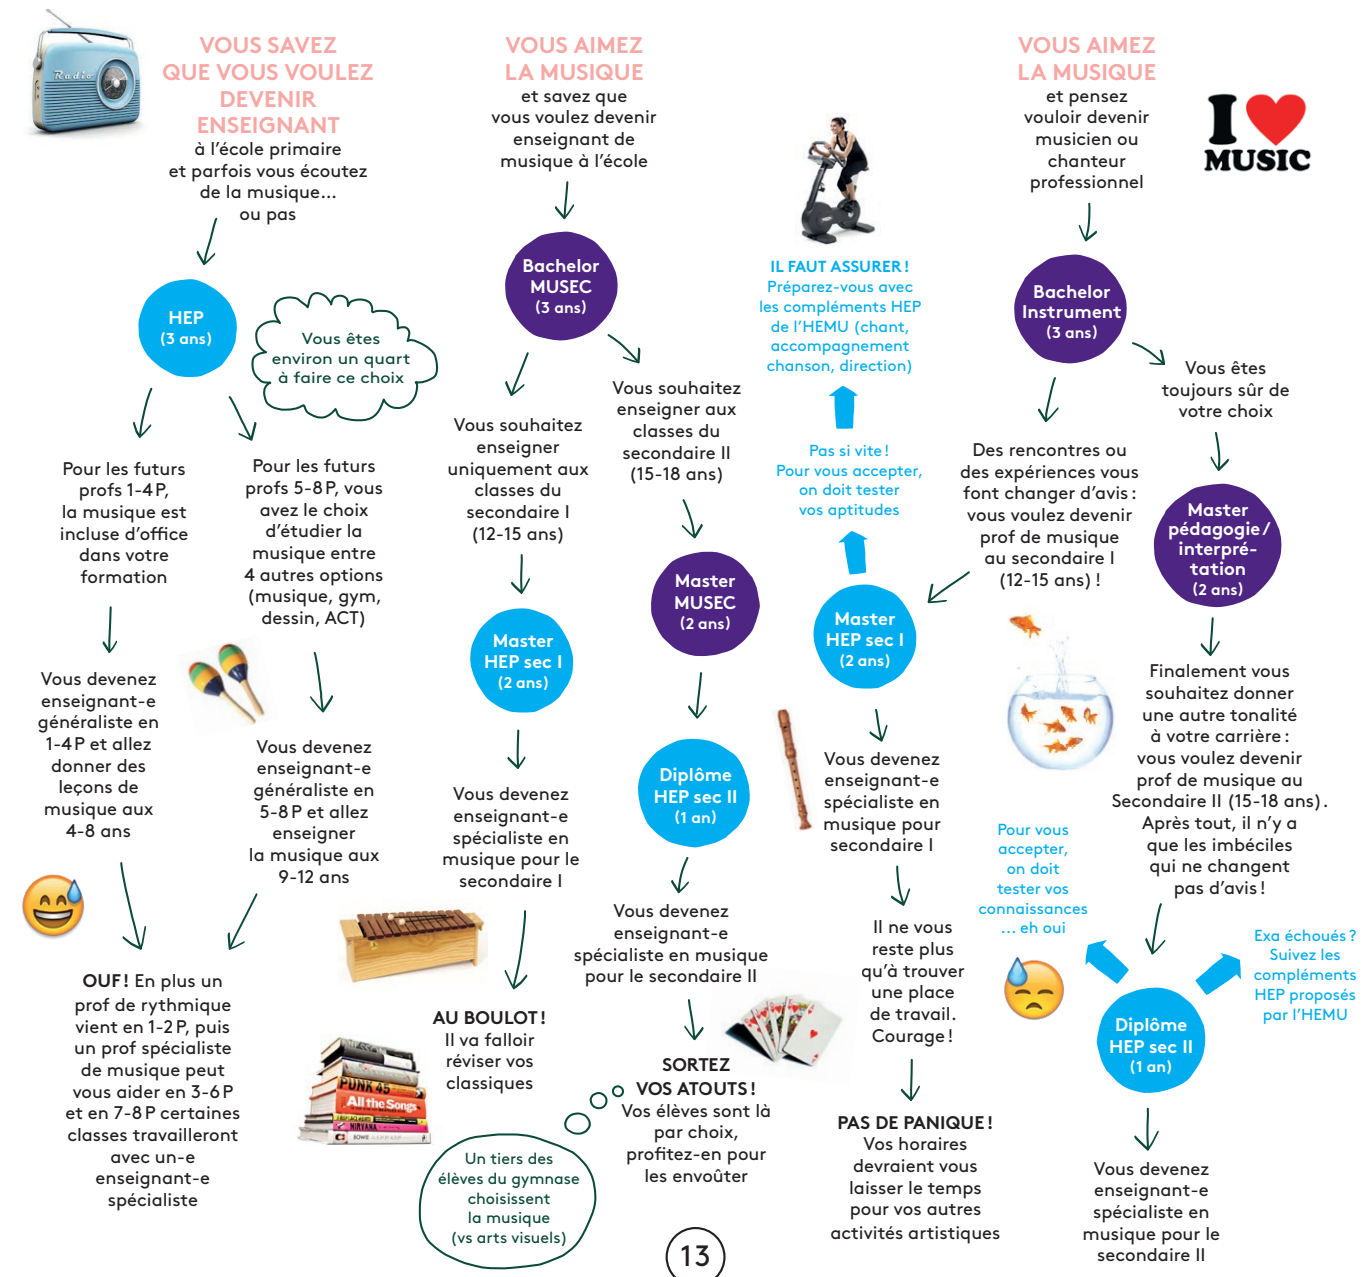 Radio
VOUS SAVEZ
QUE VOUS VOULEZ
DEVENIR
ENSEIGNANT
à l'école primaire
et parfois vous écoutez
de la musique...
ou pas
HEP
(3 ans)
Vous êtes
environ un quart
à faire ce choix
Pour les futurs
profs 1-4P,
la musique est
incluse d'office
dans votre
formation
Vous devenez
enseignant-e
généraliste en
1-4P et allez
donner des
leçons de
musique aux
4-8 ans
Pour les futurs
profs 5-8P, vous
avez le choix
d'étudier la
musique entre
4 autres options
(musique, gym,
dessin, ACT)
Vous devenez
enseignant-e
généraliste en
5-8P et allez
enseigner
la musique aux
9-12 ans
OUF! En plus un
prof de rythmique
vient en 1-2P, puis
un prof spécialiste
de musique peut
vous aider en 3-6P
et en 7-8P certaines
classes travailleront
avec un-e
enseignant-e
spécialiste
VOUS AIMEZ
LA MUSIQUE
et savez que
vous voulez devenir
enseignant de
musique à l'école
Bachelor
MUSEC
(3 ans)
Vous souhaitez
enseigner
uniquement aux
classes du
secondaire I
(12-15 ans)
Master
HEP sec I
(2 ans)
Vous devenez
enseignant-e
spécialiste en
musique pour le
secondaire I
AU BOULOT!
Il va falloir
réviser vos
classiques
PUNK 45
All the Songs
NIRVANA
BOWIE
Vous souhaitez
enseigner aux
classes du
secondaire II
(15-18 ans)
Master
MUSEC
(2 ans)
Diplôme
HEP sec II
(1 an)
Vous devenez
enseignant-e
spécialiste en musique
pour le secondaire II
SORTEZ
VOS ATOUTS!
Vos élèves sont là
par choix,
profitez-en pour
les envoûter
Un tiers des
élèves du gymnase
choisissent
la musique
(vs arts visuels)
VOUS AIMEZ
LA MUSIQUE
et pensez
vouloir devenir
musicien ou
chanteur
professionnel
I
MUSIC
Bachelor
Instrument
(3 ans)
Des rencontres ou
des expériences vous
font changer d'avis:
vous voulez devenir
prof de musique
au secondaire I
(12-15 ans)!
Master
HEP sec I
(2 ans)
Pas si vite!
Pour vous accepter,
on doit tester
vos aptitudes
IL FAUT ASSURER!
Préparez-vous avec
les compléments HEP
de l'HEMU (chant,
accompagnement
chanson, direction)
Vous devenez
enseignant-e
spécialiste en
musique pour
secondaire I
Il ne vous
reste plus
qu'à trouver
une place
de travail.
Courage!
PAS DE PANIQUE!
Vos horaires
devraient vous
laisser le temps
pour vos autres
activités artistiques
Vous êtes
toujours sûr de
votre choix
Master
pédagogie/
interpré-
tation
(2 ans)
Finalement vous
souhaitez donner
une autre tonalité
à votre carrière:
vous voulez devenir
prof de musique au
Secondaire II (15-18 ans).
Après tout, il n'y a
que les imbéciles
qui ne changent
pas d'avis!
Pour vous
accepter,
on doit
tester vos
connaissances
... eh oui
Exa échoués?
Suivez les
compléments
HEP proposés
par l'HEMU
Diplôme
HEP sec II
(1 an)
Vous devenez
enseignant-e
spécialiste en
musique pour le
secondaire II
13